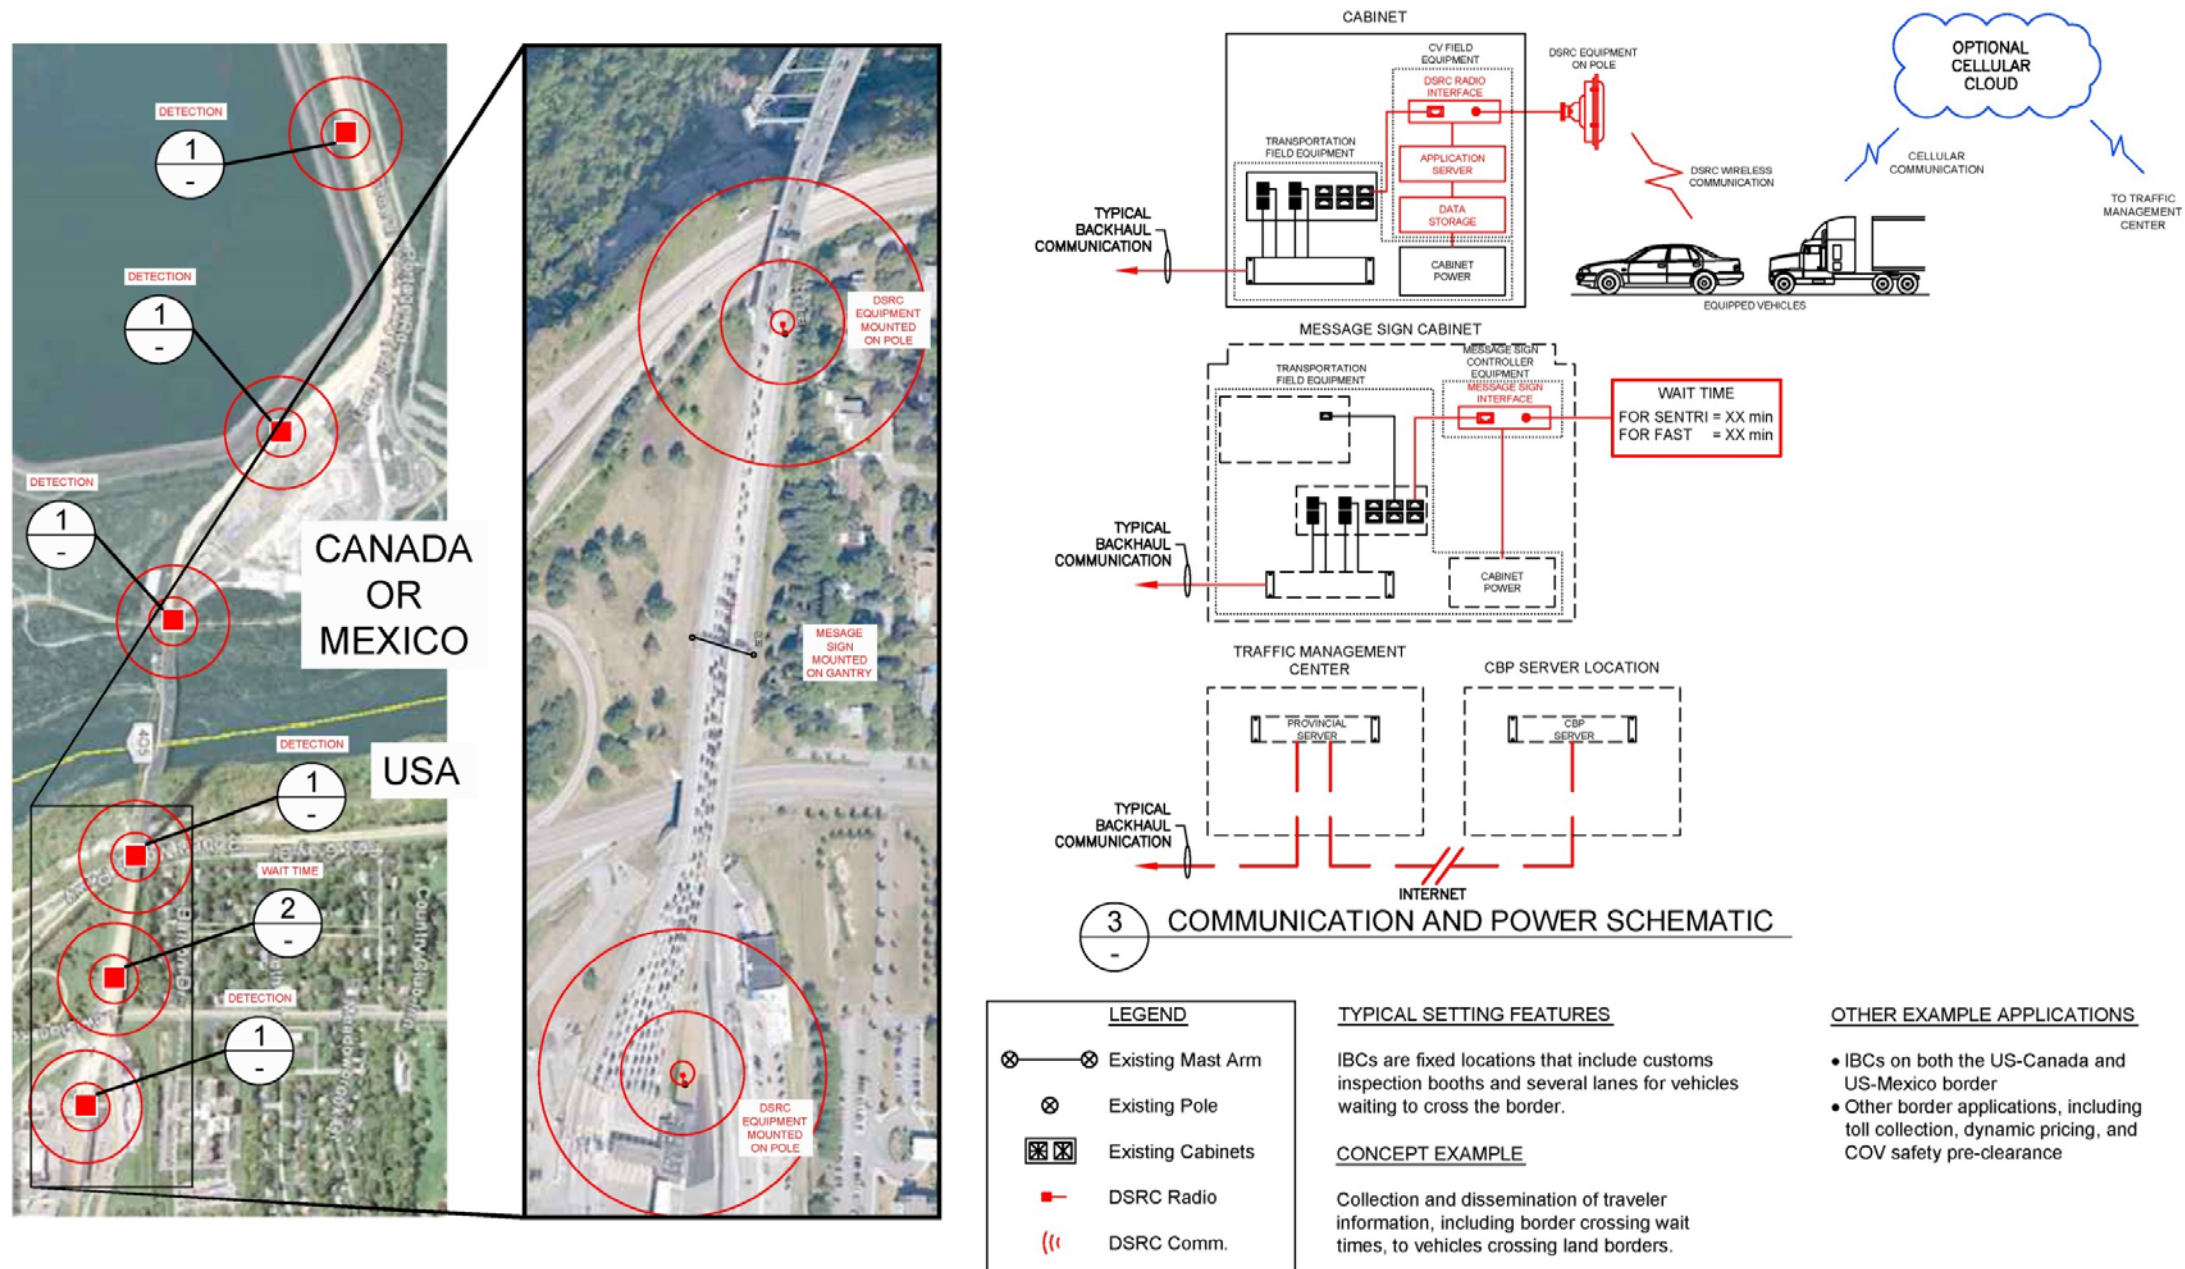 DETECTION
1
-
DETECTION
1
-
DETECTION
1
-
CANADA
OR
MEXICO
405
USA
DETECTION
1
-
WAIT TIME
2
-
DETECTION
1
-
DSRC
EQUIPMENT
MOUNTED
ON POLE
MESAGE
SIGN
MOUNTED
ON GANTRY
DSRC
EQUIPMENT
MOUNTED
ON POLE
CABINET
CV FIELD
EQUIPMENT
DSRC RADIO
INTERFACE
DSRC EQUIPMENT
ON POLE
TRANSPORTATION
FIELD EQUIPMENT
APPLICATION
SERVER
DATA
STORAGE
CABINET
POWER
TYPICAL
BACKHAUL
COMMUNICATION
OPTIONAL
CELLULAR
CLOUD
DSRC WIRELESS
COMMUNICATION
CELLULAR
COMMUNICATION
TO TRAFFIC
MANAGEMENT
CENTER
EQUIPPED VEHICLES
MESSAGE SIGN CABINET
TRANSPORTATION
FIELD EQUIPMENT
MESSAGE SIGN
CONTROLLER
EQUIPMENT
MESSAGE SIGN
INTERFACE
WAIT TIME
FOR SENTRI = XX min
FOR FAST = XX min
TYPICAL
BACKHAUL
COMMUNICATION
CABINET
POWER
TRAFFIC MANAGEMENT
CENTER
CBP SERVER LOCATION
PROVINCIAL
SERVER
CBP
SERVER
TYPICAL
BACKHAUL
COMMUNICATION
INTERNET
3
-
COMMUNICATION AND POWER SCHEMATIC
LEGEND
Existing Mast Arm
Existing Pole
Existing Cabinets
DSRC Radio
DSRC Comm.
TYPICAL SETTING FEATURES
IBCs are fixed locations that include customs
inspection booths and several lanes for vehicles
waiting to cross the border.
CONCEPT EXAMPLE
Collection and dissemination of traveler
information, including border crossing wait
times, to vehicles crossing land borders.
OTHER EXAMPLE APPLICATIONS
• IBCs on both the US-Canada and
US-Mexico border
• Other border applications, including
toll collection, dynamic pricing, and
COV safety pre-clearance